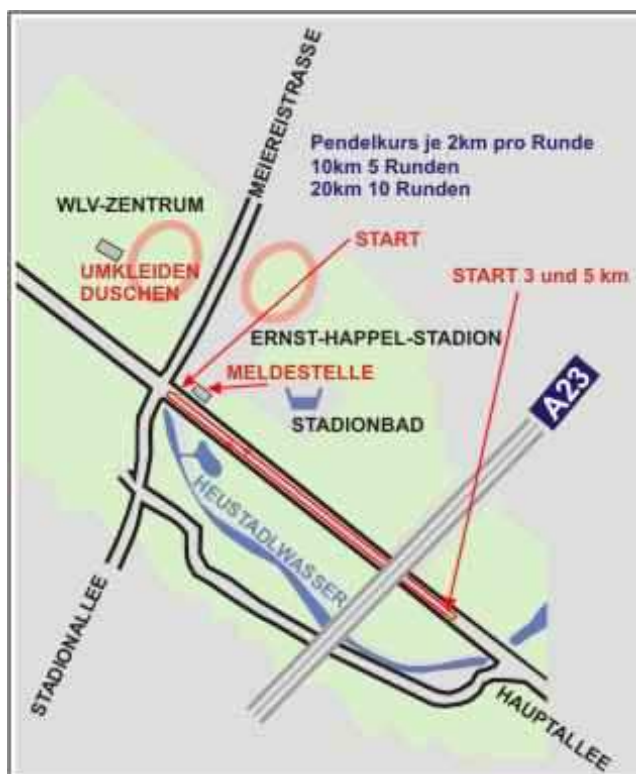 MEIEREISTRASSE
Pendelkurs je 2km pro Runde
10km 5 Runden
20km 10 Runden
WLV-ZENTRUM
START
UMKLEIDEN
DUSCHEN
START 3 und 5 km
ERNST-HAPPEL-STADION
MELDESTELLE
A23
STADIONBAD
HEUSTADLWASSER
STADIONALLEE
HAUPTALLEE